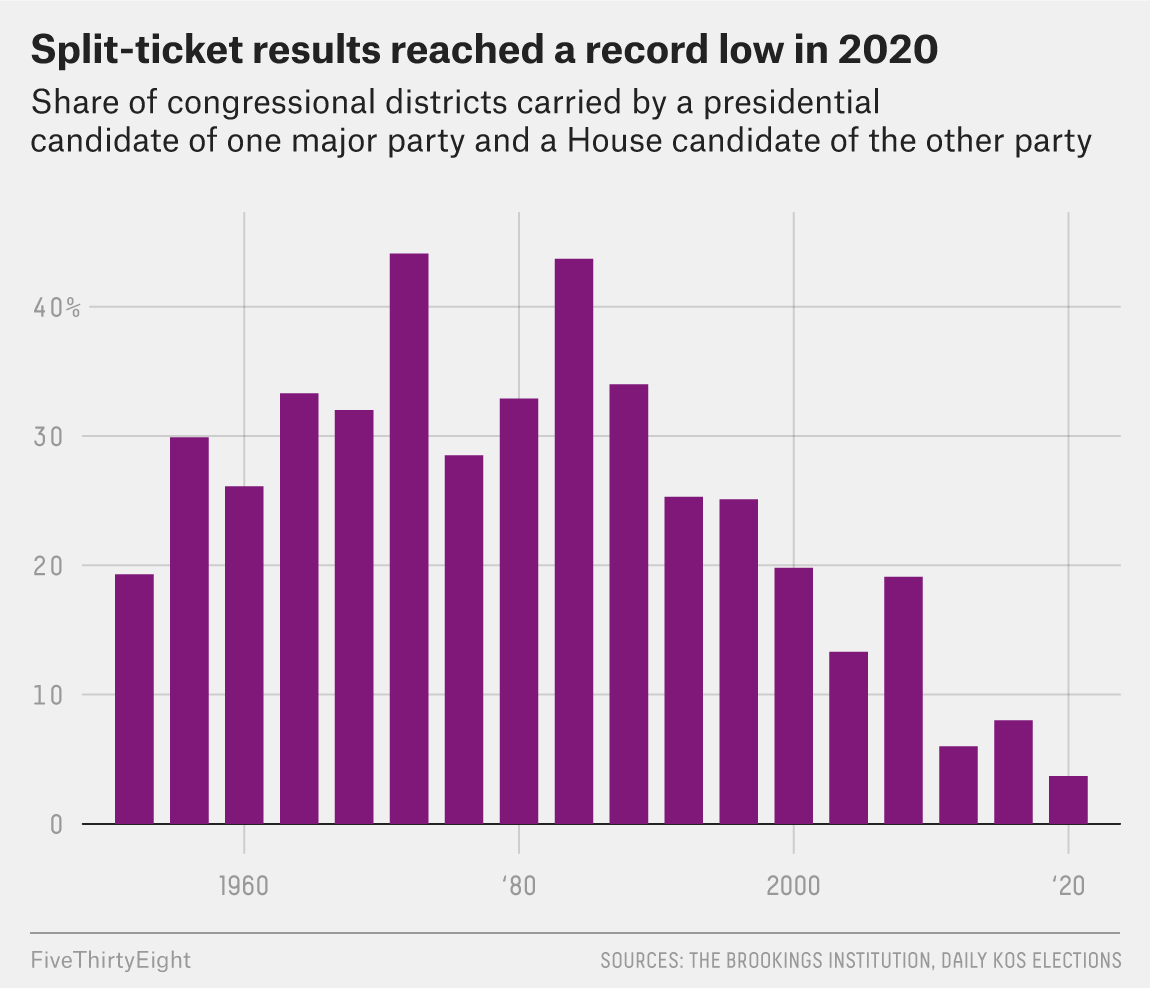 Split-ticket results reached a record low in 2020
Share of congressional districts carried by a presidential
candidate of one major party and a House candidate of the other party
40%
30
20
10
0
1960
‘80
2000
‘20
FiveThirtyEight
SOURCES: THE BROOKINGS INSTITUTION, DAILY KOS ELECTIONS